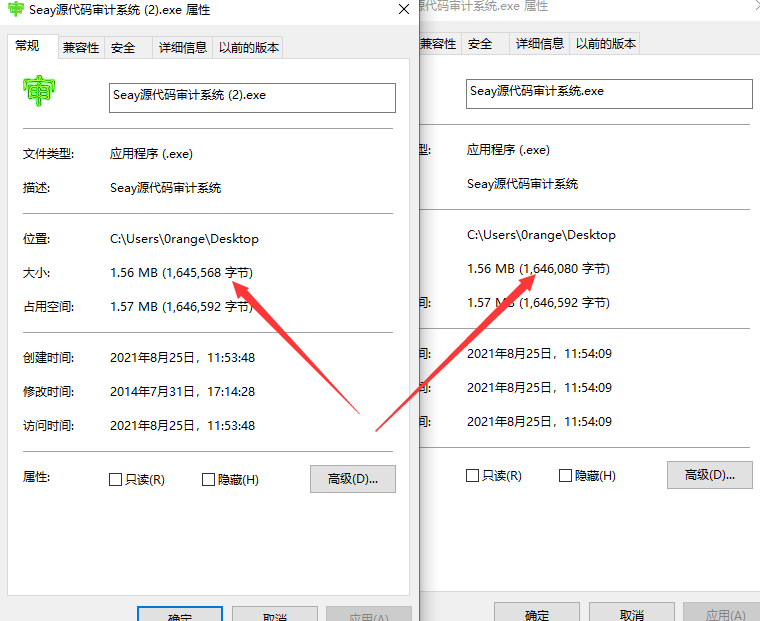 Seay源代码审计系统 (2).exe 属性
常规
兼容性
安全
详细信息
以前的版本
Seay源代码审计系统 (2).exe
文件类型:
应用程序 (.exe)
描述:
Seay源代码审计系统
位置:
C:\Users\0range\Desktop
大小:
1.56 MB (1,645,568 字节)
占用空间:
1.57 MB (1,646,592 字节)
创建时间:
2021年8月25日，11:53:48
修改时间:
2014年7月31日，17:14:28
访问时间:
2021年8月25日，11:53:48
属性:
只读(R)
隐藏(H)
高级(D)...
确定
取消
应用(A)
代码审计系统.exe 属性
兼容性
安全
详细信息
以前的版本
Seay源代码审计系统.exe
型:
应用程序 (.exe)
Seay源代码审计系统
C:\Users\0range\Desktop
1.56 MB (1,646,080 字节)
间:
1.57 MB (1,646,592 字节)
间:
2021年8月25日，11:54:09
间:
2021年8月25日，11:54:09
间:
2021年8月25日，11:54:09
只读(R)
隐藏(H)
高级(D)...
确定
取消
应用(A)